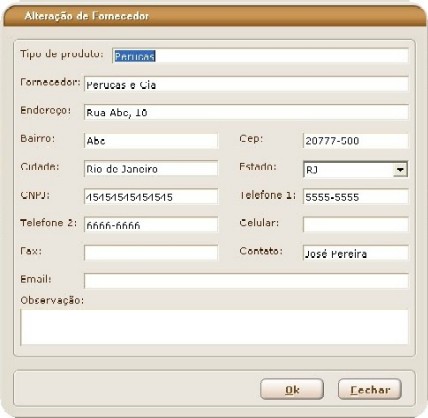 Alteração de Fornecedor
Tipo de produto: Perucas
Fornecedor: Perucas e Cia
Endereço: Rua Abc, 10
Bairro: Abc Cep: 20777-500
Cidade: Rio de Janeiro Estado: RJ
CNPJ: 45454545454545 Telefone 1: 5555-5555
Telefone 2: 6666-6666 Celular:
Fax: Contato: José Pereira
Email:
Observação:
Ok Fechar